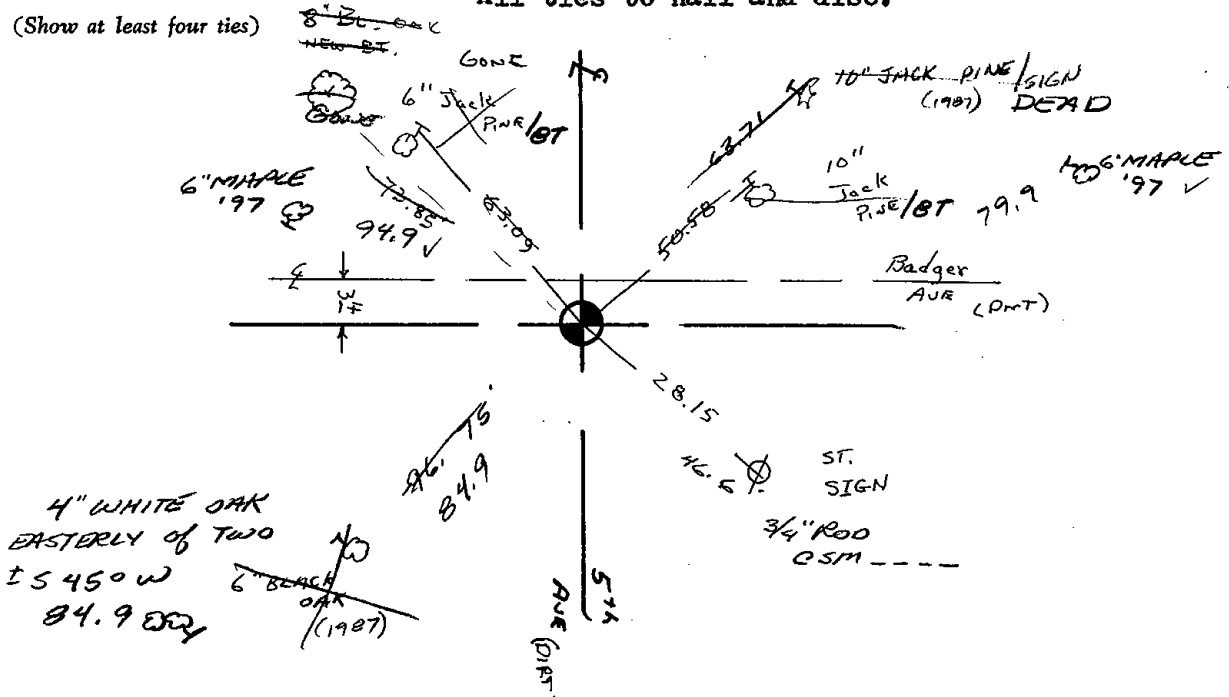 All ties to nail and disc.
(Show at least four ties)
8" BL. OAK
NEW BT.
GONE
GONE
6" Jack
PINE/BT
10" JACK PINE/SIGN
(1987) DEAD
63.71
10"
Jack
PINE/BT
79.9
6" MAPLE
'97 ✓
6" MAPLE
'97
72.85
94.9 ✓
63.09
50.58
Badger
AVE (DIRT)
34
28.15
46.5
ST.
SIGN
3/4" ROD
CSM ----
84.9
4" WHITE OAK
EASTERLY of TWO
± S 45° W
84.9
6" BLACK
OAK
(1987)
5th
AVE
(DIRT